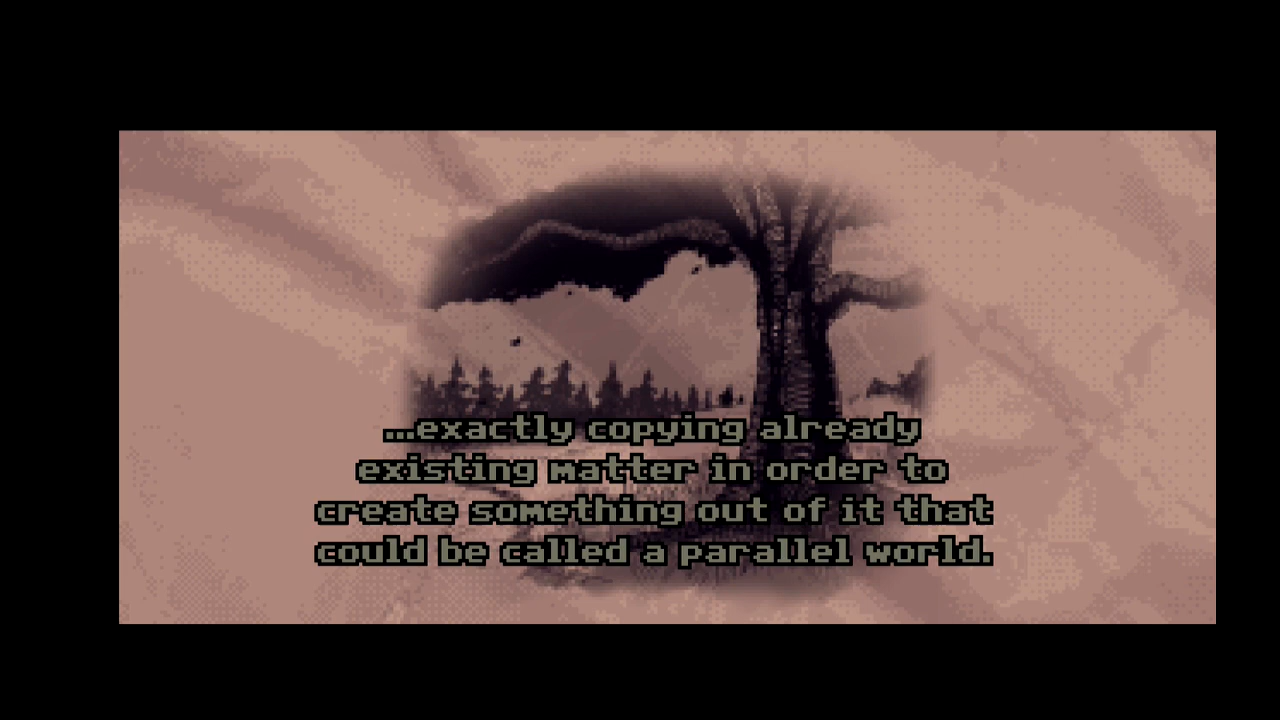 ...exactly copying already
existing matter in order to
create something out of it that
could be called a parallel world.